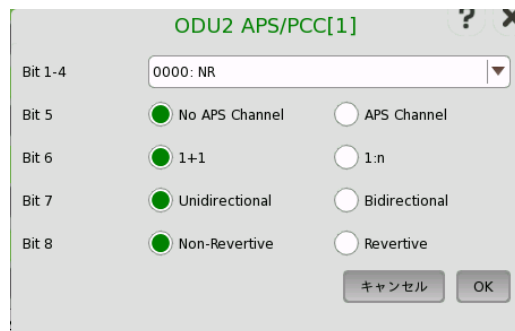 ODU2 APS/PCC[1]
?
Bit 1-4 0000: NR
Bit 5 No APS Channel APS Channel
Bit 6 1+1 1:n
Bit 7 Unidirectional Bidirectional
Bit 8 Non-Revertive Revertive
キャンセル OK